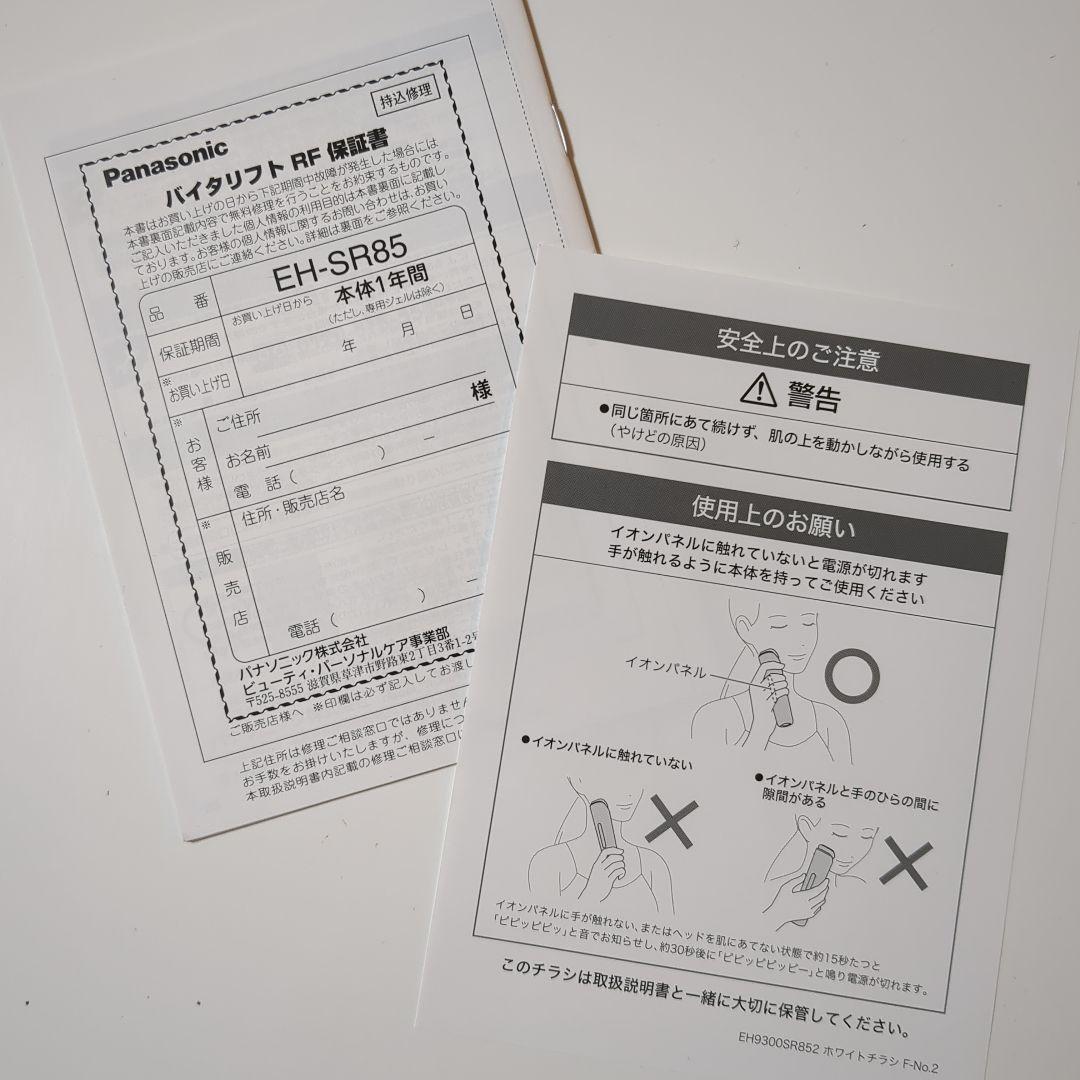 持込修理
Panasonic
バイタリフト RF 保証書
本書はお買い上げの日から下記期間中故障が発生した場合には
本書裏面記載内容で無料修理を行うことをお約束するものです。
ご記入いただきました個人情報の利用目的は本書裏面に記載し
ております。お客様の個人情報に関するお問い合わせは、お買い
上げの販売店にご連絡ください。詳細は裏面をご参照ください。
品 番 EH-SR85
保証期間 お買い上げ日から 本体1年間
(ただし、専用ジェルは除く)
※お買い上げ日 年 月 日
※
お客様
ご住所
お名前 様
電 話 ( ) ー
※
販売店
住所・販売店名
電話 ( ) ー
パナソニック株式会社
ビューティ・パーソナルケア事業部
〒525-8555 滋賀県草津市野路東2丁目3番1-2
ご販売店様へ ※印欄は必ず記入してお渡し
上記住所は修理ご相談窓口ではありません
お手数をお掛けいたしますが、修理につ
本取扱説明書内記載の修理ご相談窓口に
安全上のご注意
警告
●同じ箇所にあて続けず、肌の上を動かしながら使用する
(やけどの原因)
使用上のお願い
イオンパネルに触れていないと電源が切れます
手が触れるように本体を持ってご使用ください
イオンパネル
●イオンパネルに触れていない
●イオンパネルと手のひらの間に
隙間がある
イオンパネルに手が触れない、またはヘッドを肌にあてない状態で約15秒たつと
「ピピッピピッ」と音でお知らせし、約30秒後に「ピピッピピッピー」と鳴り電源が切れます。
このチラシは取扱説明書と一緒に大切に保管してください。
EH9300SR852 ホワイトチラシ F-No.2